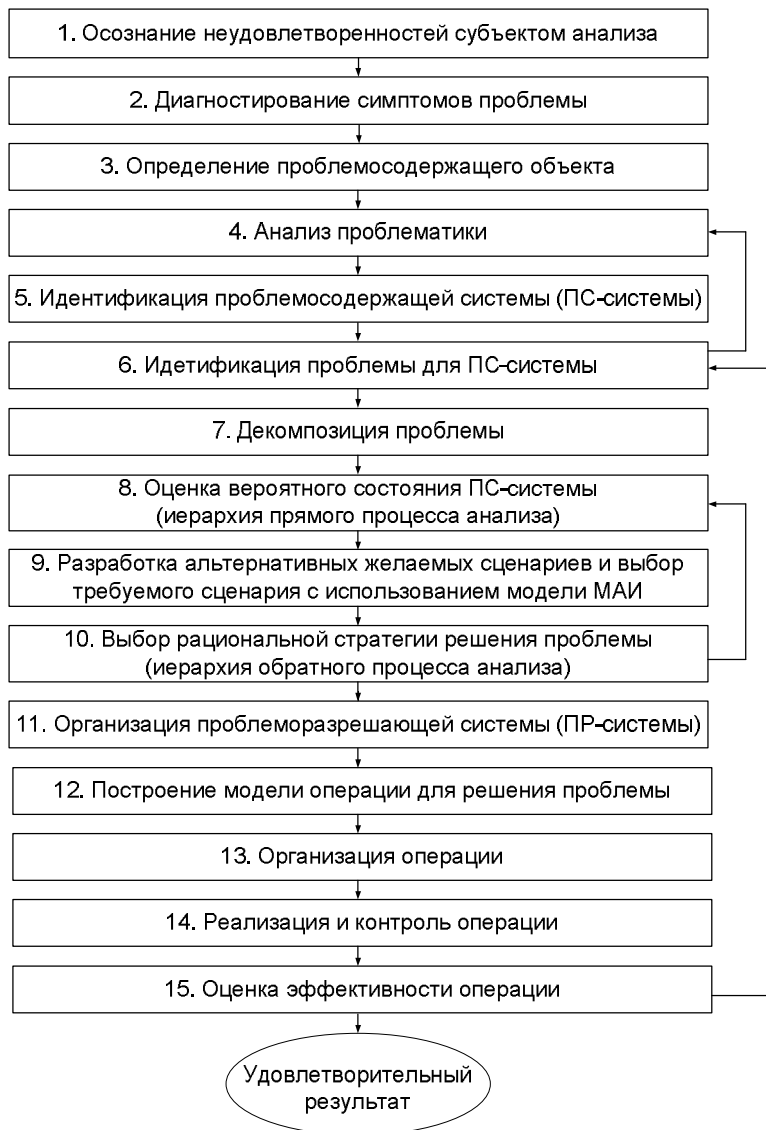 1. Осознание неудовлетворенностей субъектом анализа
2. Диагностирование симптомов проблемы
3. Определение проблемосодержащего объекта
4. Анализ проблематики
5. Идентификация проблемосодержащей системы (ПС-системы)
6. Идетификация проблемы для ПС-системы
7. Декомпозиция проблемы
8. Оценка вероятного состояния ПС-системы
(иерархия прямого процесса анализа)
9. Разработка альтернативных желаемых сценариев и выбор
требуемого сценария с использованием модели МАИ
10. Выбор рациональной стратегии решения проблемы
(иерархия обратного процесса анализа)
11. Организация проблеморазрешающей системы (ПР-системы)
12. Построение модели операции для решения проблемы
13. Организация операции
14. Реализация и контроль операции
15. Оценка эффективности операции
Удовлетворительный
результат